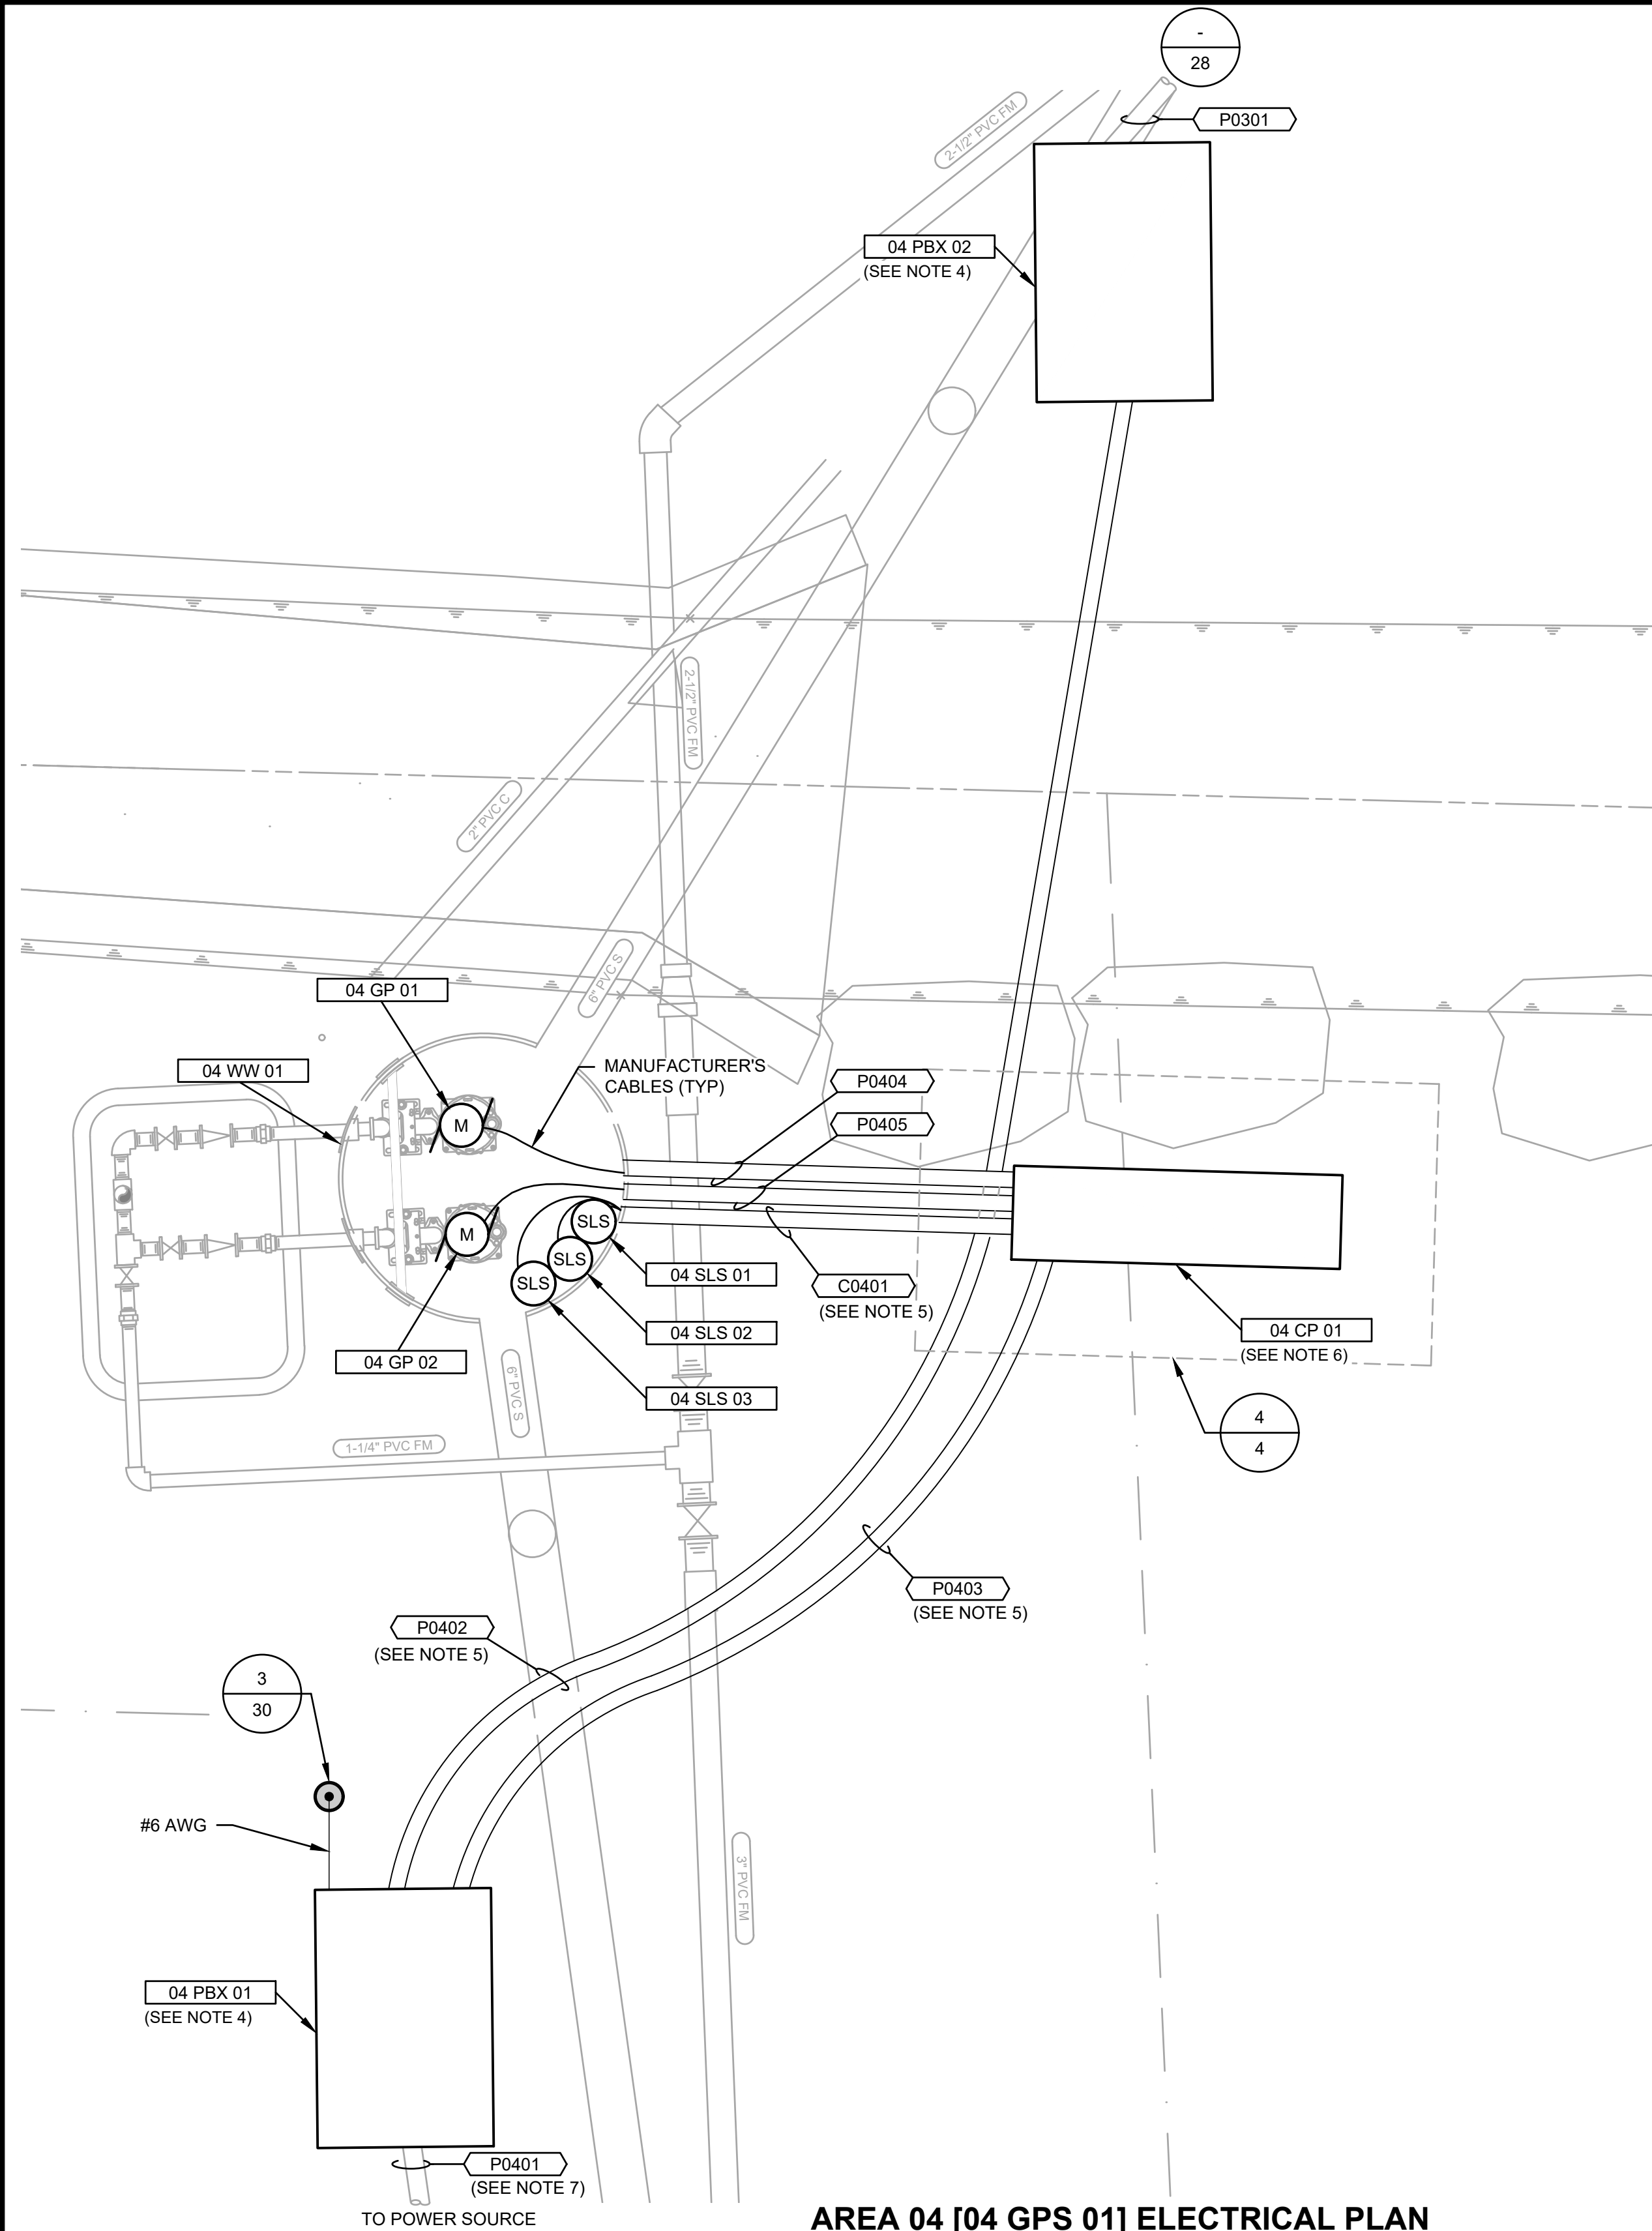 -
28
P0301
2-1/2" PVC FM
04 PBX 02
(SEE NOTE 4)
2-1/2" PVC FM
2" PVC C
6" PVC S
04 GP 01
04 WW 01
MANUFACTURER'S
CABLES (TYP)
P0404
P0405
M
M
SLS
SLS
SLS
04 SLS 01
C0401
(SEE NOTE 5)
04 SLS 02
04 CP 01
(SEE NOTE 6)
04 GP 02
04 SLS 03
6" PVC S
4
4
1-1/4" PVC FM
P0403
(SEE NOTE 5)
P0402
(SEE NOTE 5)
3
30
#6 AWG
3" PVC FM
04 PBX 01
(SEE NOTE 4)
P0401
(SEE NOTE 7)
TO POWER SOURCE
AREA 04 [04 GPS 01] ELECTRICAL PLAN